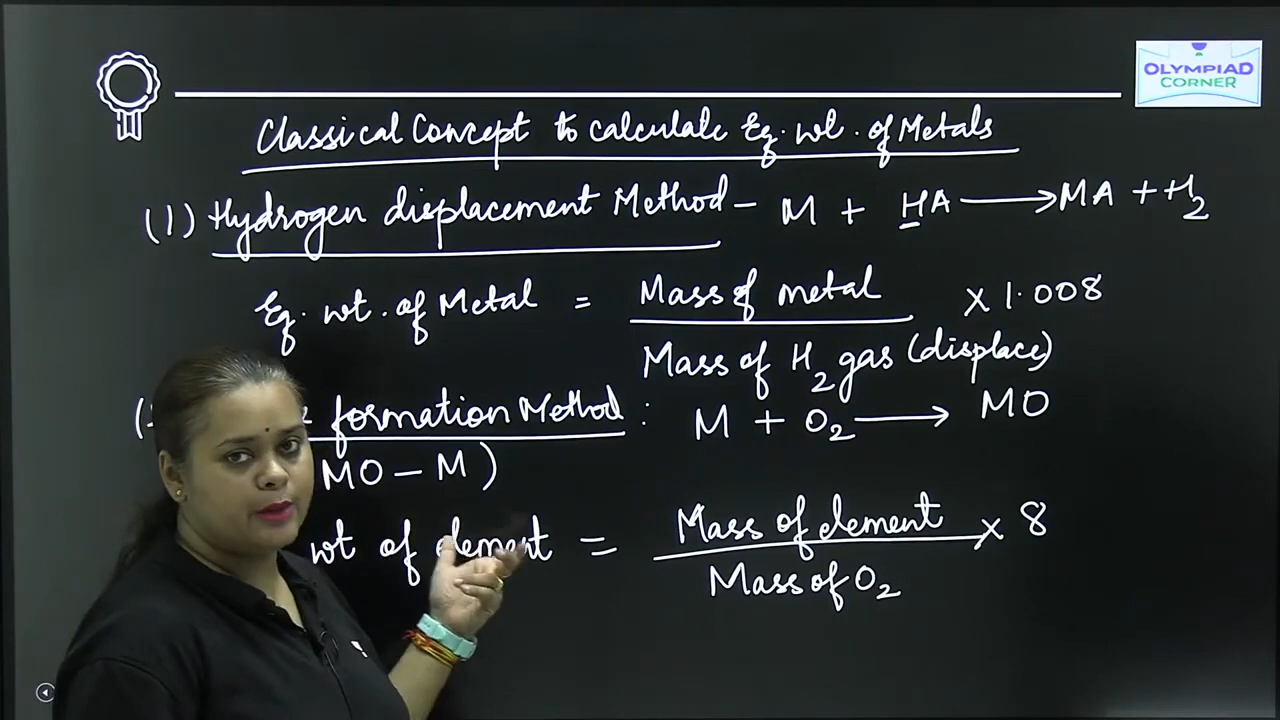 OLYMPIAD
CORNER
Classical Concept to calculate Eq. wt. of Metals
(1) Hydrogen displacement Method - M + HA ⟶ MA + H₂
Eq. wt. of Metal = Mass of metal × 1.008
Mass of H₂ gas (displace)
formation Method : M + O₂ ⟶ MO
MO - M )
wt of element = Mass of element × 8
Mass of O₂